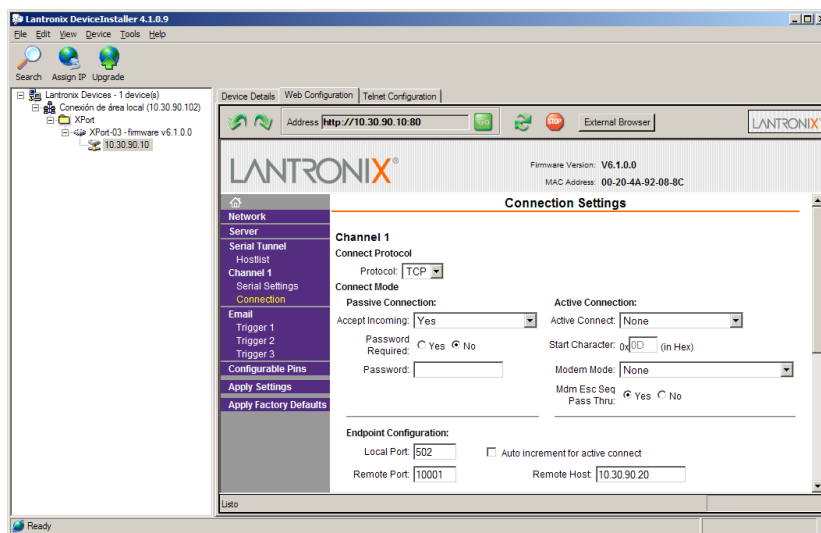 Lantronix DeviceInstaller 4.1.0.9
File Edit View Device Tools Help
Search Assign IP Upgrade
Lantronix Devices - 1 device(s)
Conexión de área local (10.30.90.102)
XPort
XPort-03 - firmware v6.1.0.0
10.30.90.10
Device Details Web Configuration Telnet Configuration
Address http://10.30.90.10:80 Go STOP External Browser LANTRONIX
LANTRONIX®
Firmware Version: V6.1.0.0
MAC Address: 00-20-4A-92-08-8C
Network
Server
Serial Tunnel
Hostlist
Channel 1
Serial Settings
Connection
Email
Trigger 1
Trigger 2
Trigger 3
Configurable Pins
Apply Settings
Apply Factory Defaults
Connection Settings
Channel 1
Connect Protocol
Protocol: TCP
Connect Mode
Passive Connection: Active Connection:
Accept Incoming: Yes Active Connect: None
Password Required: Yes No Start Character: 0x 0D (in Hex)
Password: Modem Mode: None
Mdm Esc Seq Pass Thru: Yes No
Endpoint Configuration:
Local Port: 502 Auto increment for active connect
Remote Port: 10001 Remote Host: 10.30.90.20
Listo
Ready